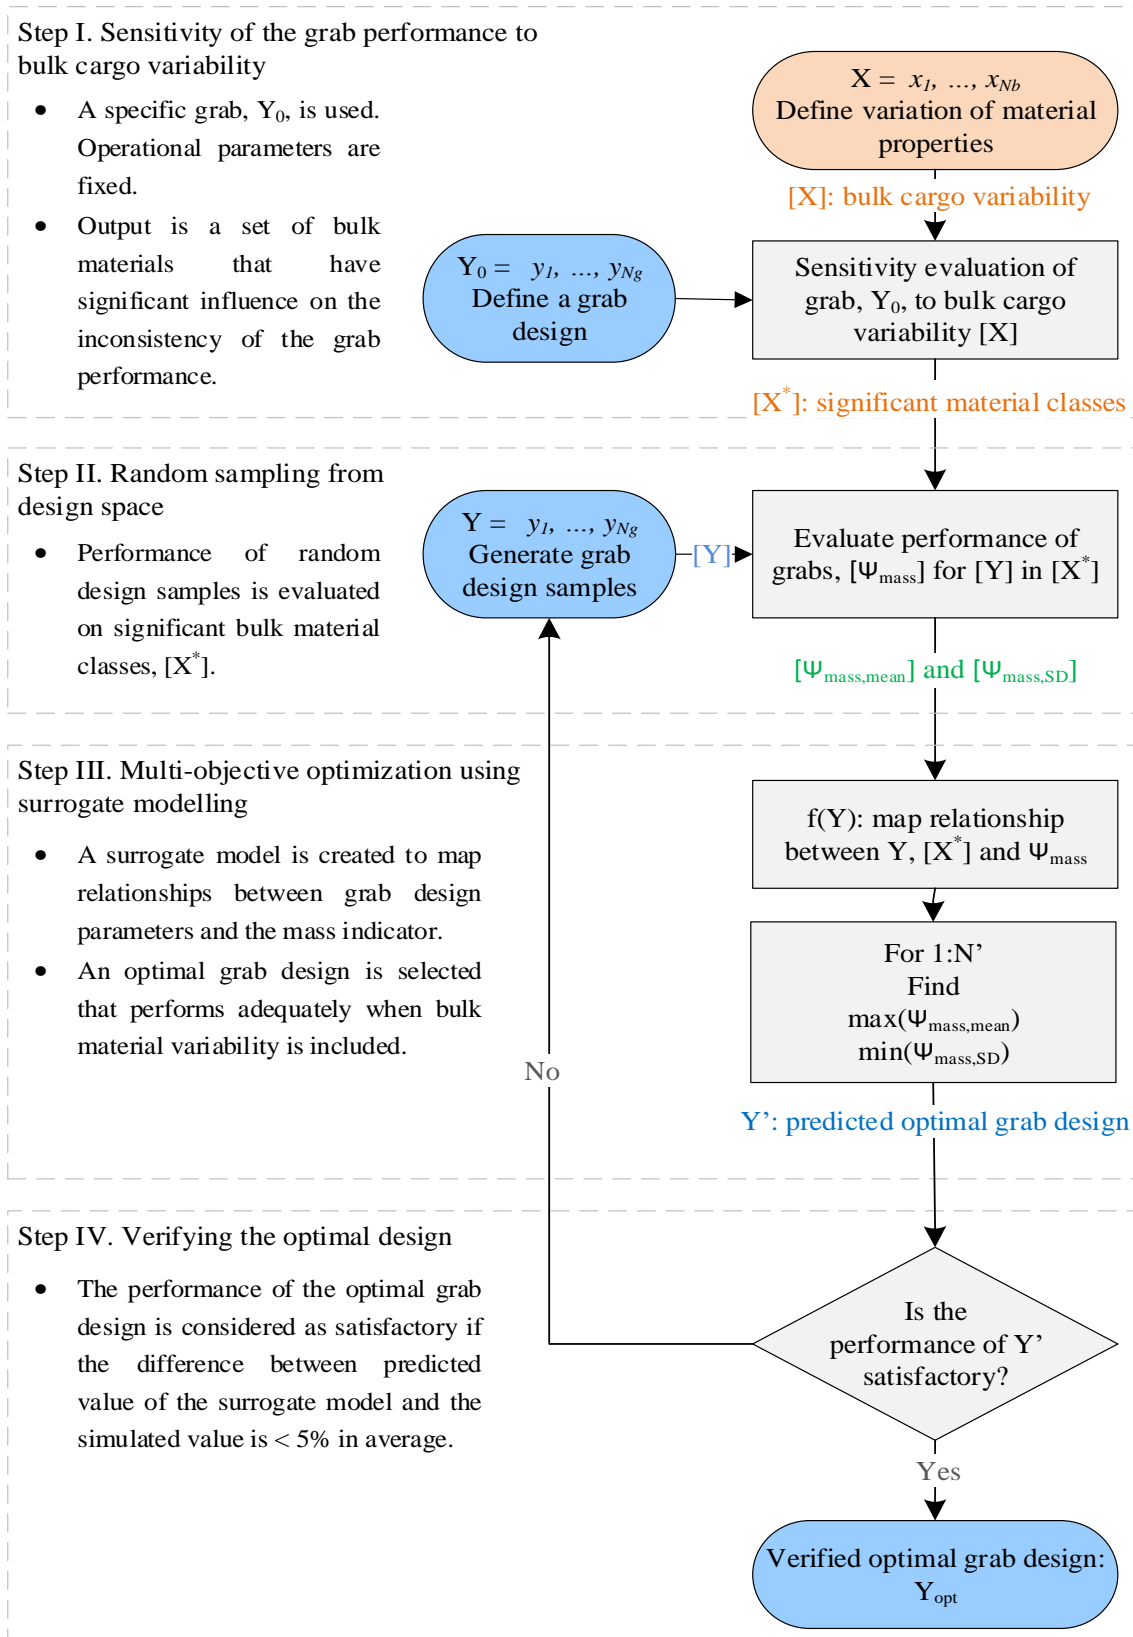 Step I. Sensitivity of the grab performance to
bulk cargo variability
• A specific grab, Y₀, is used.
Operational parameters are
fixed.
• Output is a set of bulk
materials that have
significant influence on the
inconsistency of the grab
performance.
X = x₁, ..., x_Nb
Define variation of material
properties
[X]: bulk cargo variability
Y₀ = y₁, ..., y_Ng
Define a grab
design
Sensitivity evaluation of
grab, Y₀, to bulk cargo
variability [X]
[X*]: significant material classes
Step II. Random sampling from
design space
• Performance of random
design samples is evaluated
on significant bulk material
classes, [X*].
Y = y₁, ..., y_Ng
Generate grab
design samples
[Y]
Evaluate performance of
grabs, [Ψ_mass] for [Y] in [X*]
[Ψ_mass,mean] and [Ψ_mass,SD]
Step III. Multi-objective optimization using
surrogate modelling
• A surrogate model is created to map
relationships between grab design
parameters and the mass indicator.
• An optimal grab design is selected
that performs adequately when bulk
material variability is included.
f(Y): map relationship
between Y, [X*] and Ψ_mass
For 1:N’
Find
max(Ψ_mass,mean)
min(Ψ_mass,SD)
No
Y’: predicted optimal grab design
Step IV. Verifying the optimal design
• The performance of the optimal grab
design is considered as satisfactory if
the difference between predicted
value of the surrogate model and the
simulated value is < 5% in average.
Is the
performance of Y’
satisfactory?
Yes
Verified optimal grab design:
Y_opt